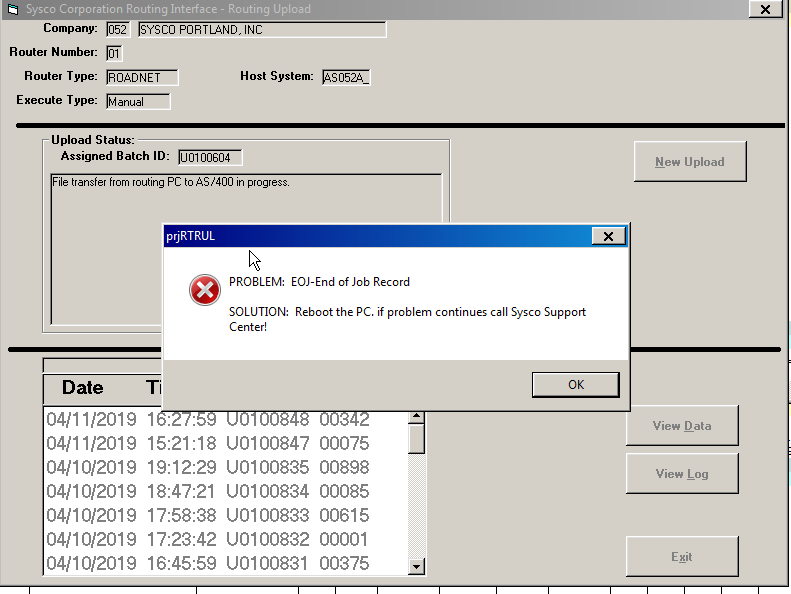 Sysco Corporation Routing Interface - Routing Upload
Company: 052 SYSCO PORTLAND, INC
Router Number: 01
Router Type: ROADNET Host System: AS052A_
Execute Type: Manual
Upload Status:
Assigned Batch ID: U0100604
New Upload
File transfer from routing PC to AS/400 in progress.
prjRTRUL
PROBLEM: EOJ-End of Job Record
SOLUTION: Reboot the PC. if problem continues call Sysco Support
Center!
OK
Date Ti
04/11/2019 16:27:59 U0100848 00342
04/11/2019 15:21:18 U0100847 00075
04/10/2019 19:12:29 U0100835 00898
04/10/2019 18:47:21 U0100834 00085
04/10/2019 17:58:38 U0100833 00615
04/10/2019 17:23:42 U0100832 00001
04/10/2019 16:45:59 U0100831 00375
View Data
View Log
Exit